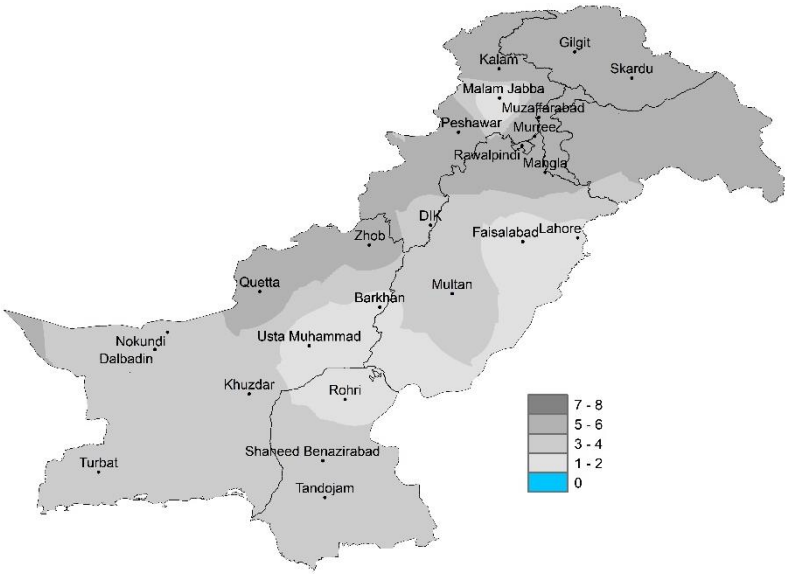 Gilgit
Kalam
Skardu
Malam Jabba
Muzaffarabad
Peshawar
Murree
Rawalpindi
Mangla
DIK
Zhob
Faisalabad
Lahore
Quetta
Multan
Barkhan
Nokundi
Usta Muhammad
Dalbadin
Khuzdar
Rohri
7 - 8
5 - 6
3 - 4
1 - 2
0
Shaheed Benazirabad
Turbat
Tandojam